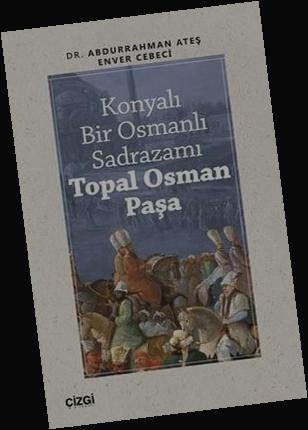 DR. ABDURRAHMAN ATEŞ
ENVER CEBECİ
Konyalı
Bir Osmanlı
Sadrazamı
Topal Osman
Paşa
ÇİZGİ